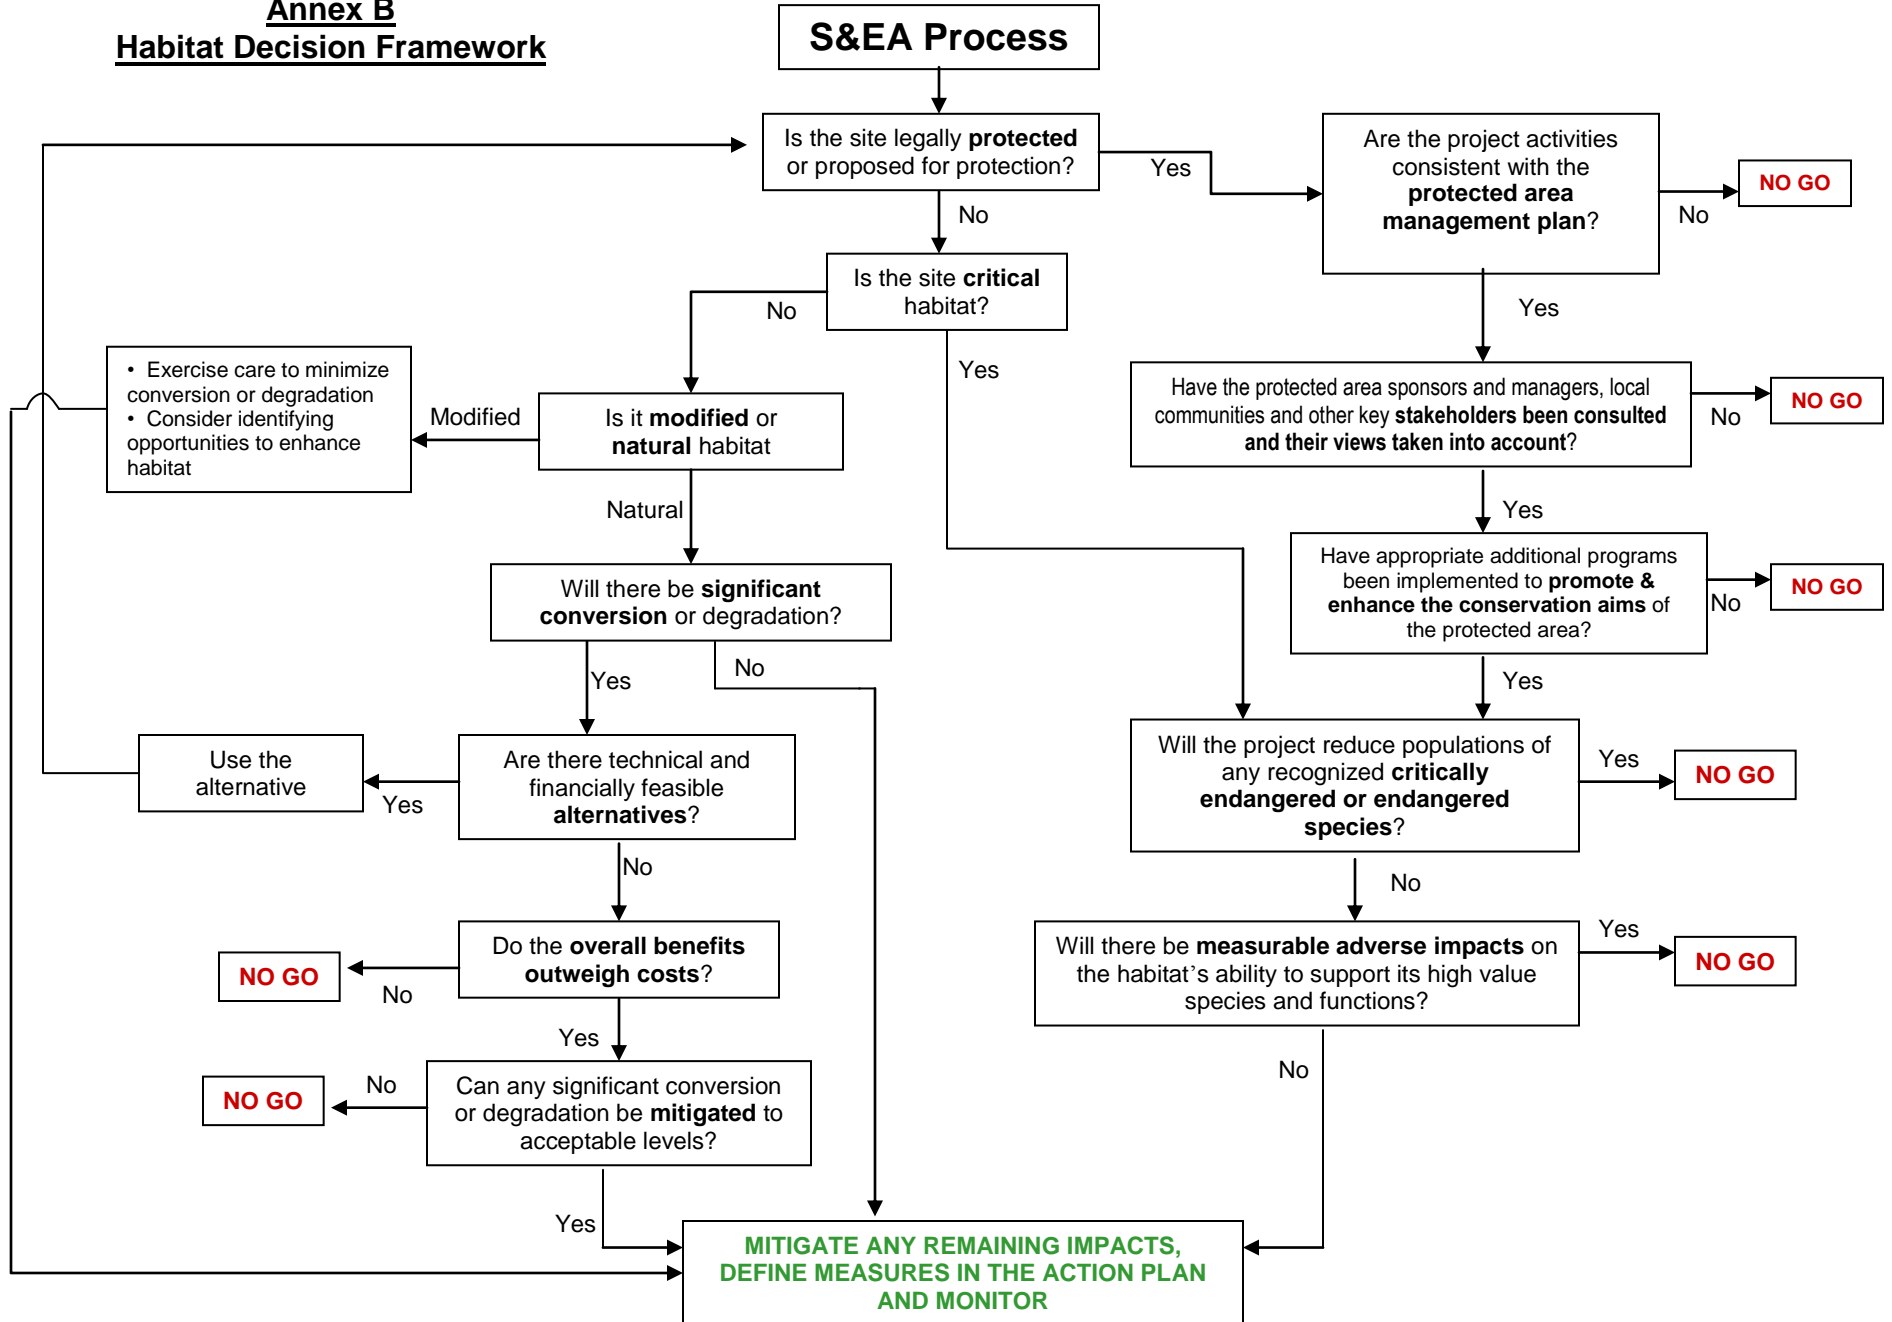 Annex B
Habitat Decision Framework
S&EA Process
Is the site legally protected
or proposed for protection?
Yes
Are the project activities
consistent with the
protected area
management plan?
No
NO GO
No
Is the site critical
habitat?
No
Yes
Yes
• Exercise care to minimize
conversion or degradation
• Consider identifying
opportunities to enhance
habitat
Modified
Is it modified or
natural habitat
Have the protected area sponsors and managers, local
communities and other key stakeholders been consulted
and their views taken into account?
No
NO GO
Natural
Yes
Will there be significant
conversion or degradation?
Have appropriate additional programs
been implemented to promote &
enhance the conservation aims of
the protected area?
No
NO GO
Yes
No
Yes
Use the
alternative
Yes
Are there technical and
financially feasible
alternatives?
Will the project reduce populations of
any recognized critically
endangered or endangered
species?
Yes
NO GO
No
No
Do the overall benefits
outweigh costs?
No
NO GO
Will there be measurable adverse impacts on
the habitat's ability to support its high value
species and functions?
Yes
NO GO
Yes
Can any significant conversion
or degradation be mitigated to
acceptable levels?
No
NO GO
No
Yes
MITIGATE ANY REMAINING IMPACTS,
DEFINE MEASURES IN THE ACTION PLAN
AND MONITOR